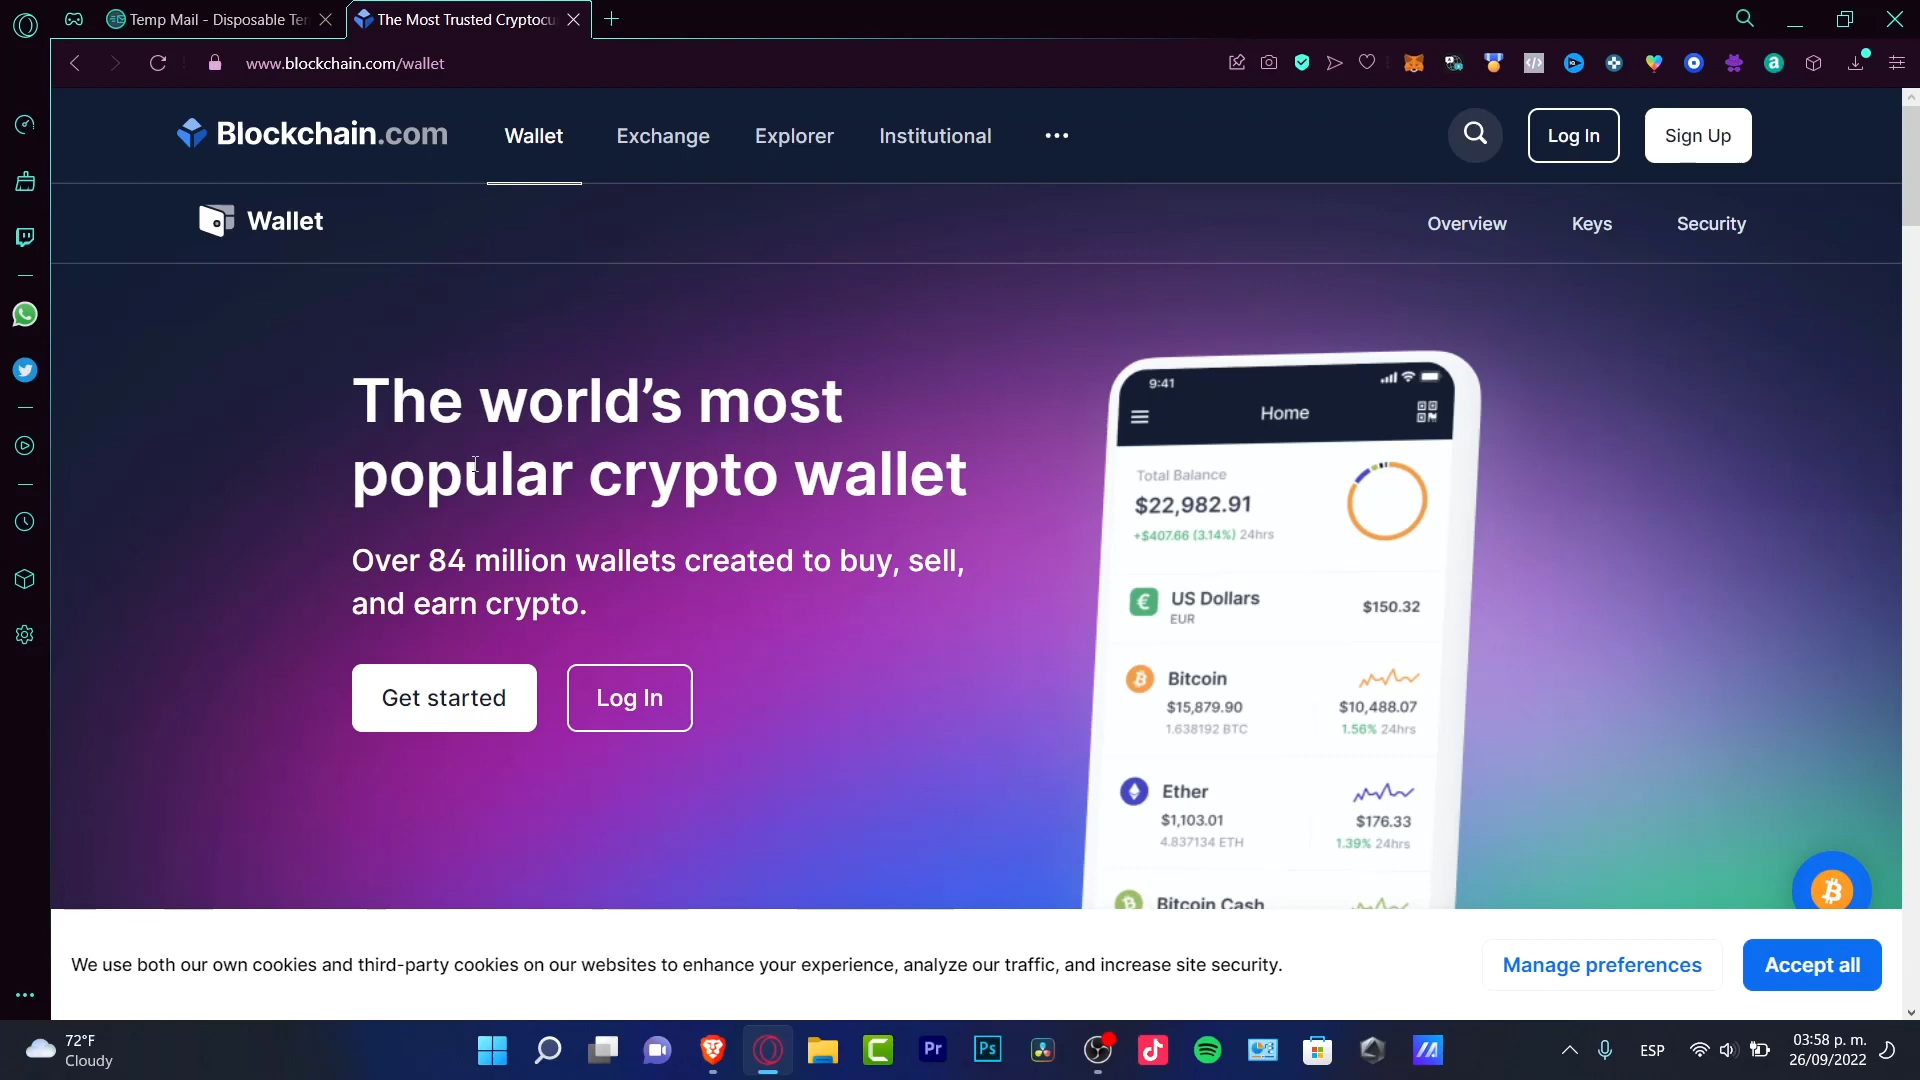 Temp Mail - Disposable Te
The Most Trusted Cryptocu
www.blockchain.com/wallet
Blockchain.com
Wallet
Exchange
Explorer
Institutional
Log In
Sign Up
Wallet
Overview
Keys
Security
The world's most
popular crypto wallet
Over 84 million wallets created to buy, sell,
and earn crypto.
Get started
Log In
9:41
Home
Total Balance
$22,982.91
+$407.66 (3.14%) 24hrs
US Dollars
EUR
$150.32
Bitcoin
$15,879.90
1.638192 BTC
$10,488.07
1.56% 24hrs
Ether
$1,103.01
4.837134 ETH
$176.33
1.39% 24hrs
Bitcoin Cash
We use both our own cookies and third-party cookies on our websites to enhance your experience, analyze our traffic, and increase site security.
Manage preferences
Accept all
72°F
Cloudy
Pr
Ps
ESP
03:58 p. m.
26/09/2022